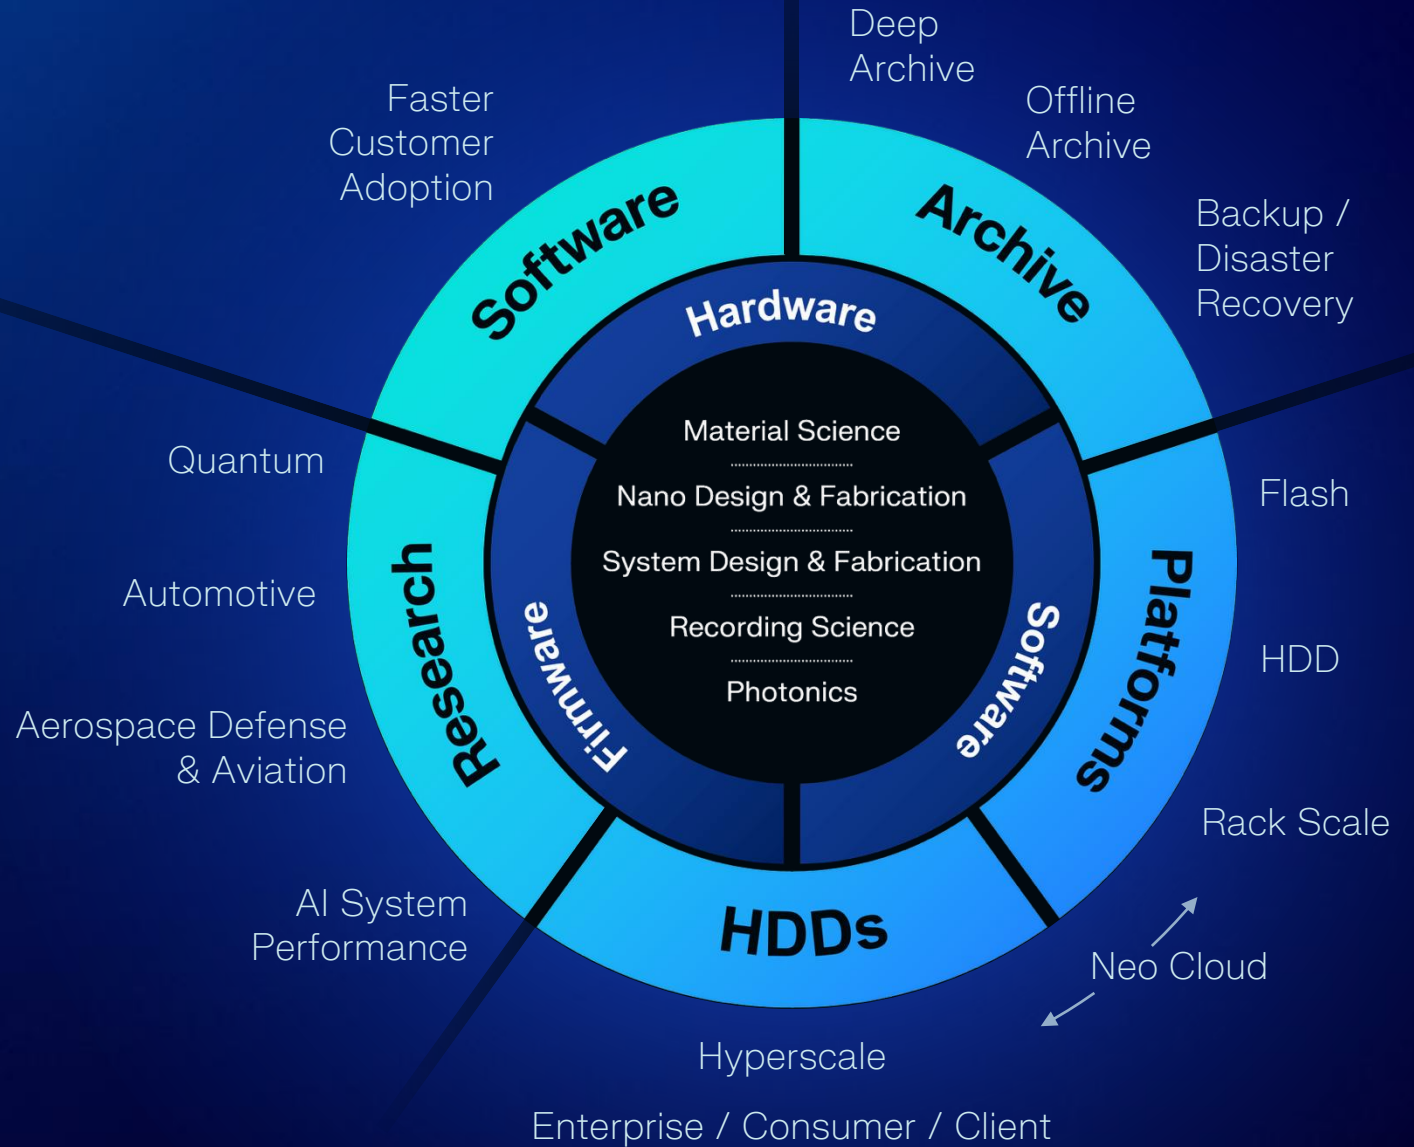 Deep
Archive
Offline
Archive
Backup /
Disaster
Recovery
Faster
Customer
Adoption
Software
Archive
Hardware
Material Science
Nano Design & Fabrication
System Design & Fabrication
Recording Science
Photonics
Firmware
Software
Research
Platforms
HDDs
Quantum
Automotive
Aerospace Defense
& Aviation
AI System
Performance
Flash
HDD
Rack Scale
Neo Cloud
Hyperscale
Enterprise / Consumer / Client